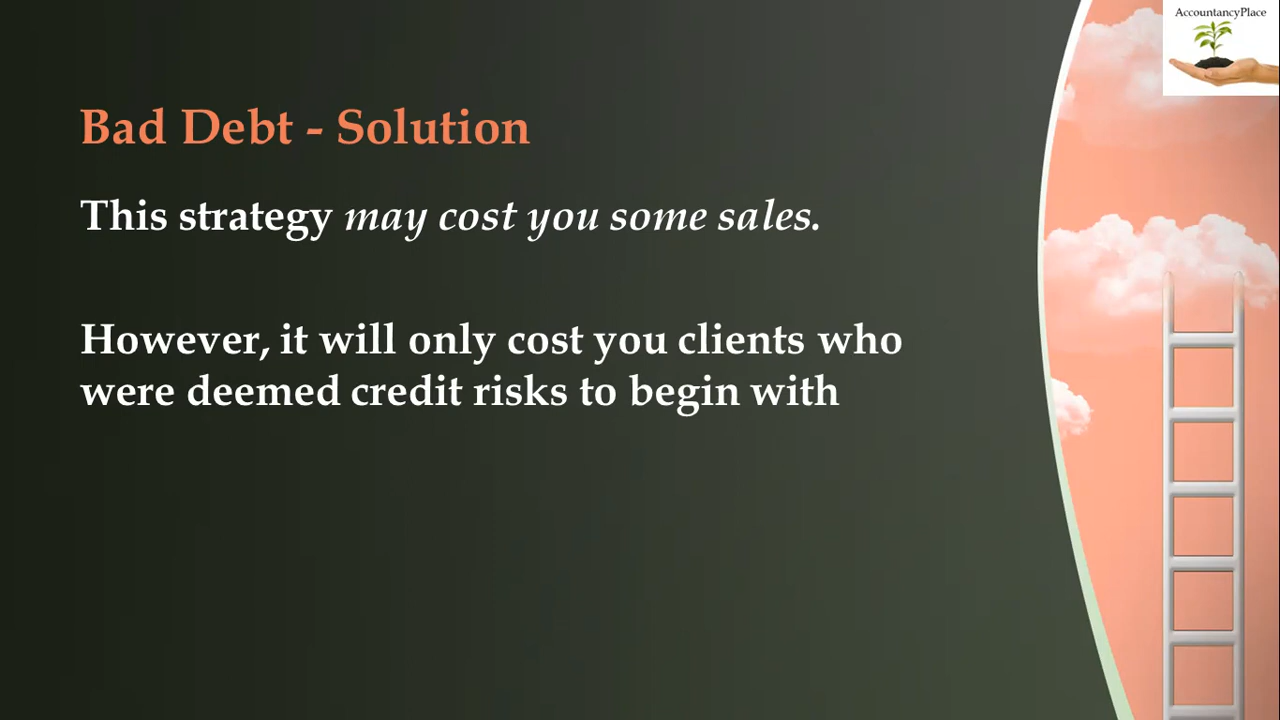 AccountancyPlace
Bad Debt - Solution
This strategy may cost you some sales.
However, it will only cost you clients who
were deemed credit risks to begin with